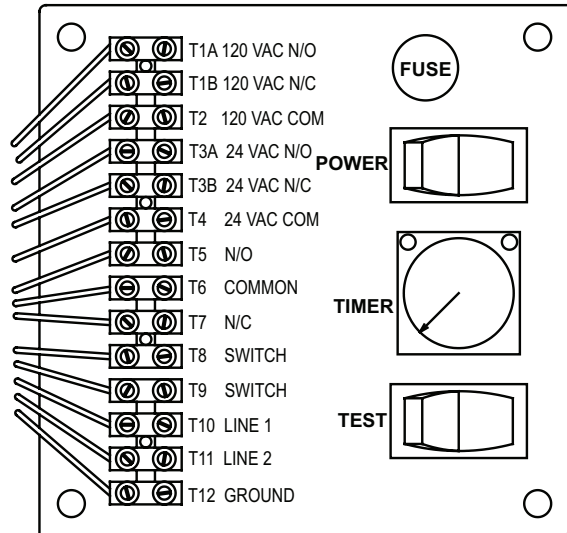 T1A 120 VAC N/O
T1B 120 VAC N/C
T2 120 VAC COM
T3A 24 VAC N/O
T3B 24 VAC N/C
T4 24 VAC COM
T5 N/O
T6 COMMON
T7 N/C
T8 SWITCH
T9 SWITCH
T10 LINE 1
T11 LINE 2
T12 GROUND
FUSE
POWER
TIMER
TEST